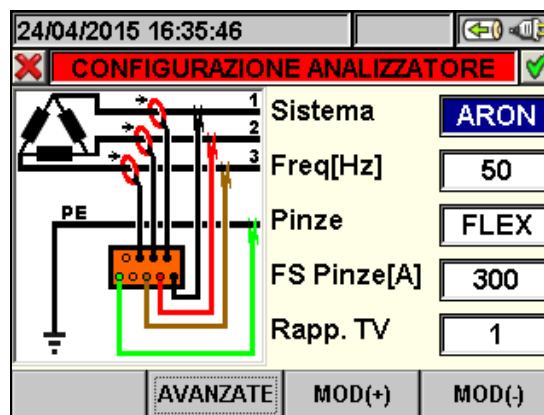 24/04/2015 16:35:46
CONFIGURAZIONE ANALIZZATORE
1
2
3
PE
Sistema ARON
Freq[Hz] 50
Pinze FLEX
FS Pinze[A] 300
Rapp. TV 1
AVANZATE MOD(+) MOD(-)